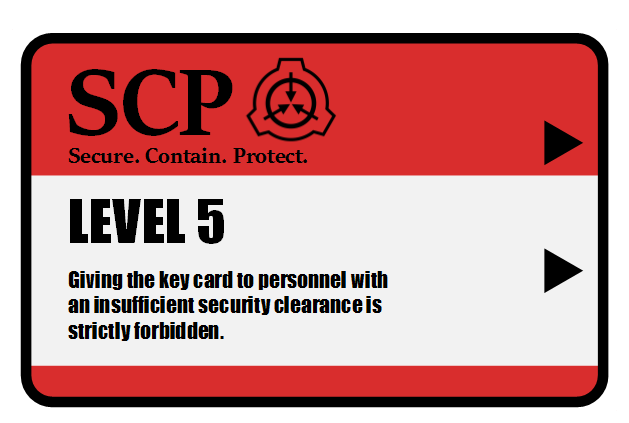 SCP
Secure. Contain. Protect.
LEVEL 5
Giving the key card to personnel with
an insufficient security clearance is
strictly forbidden.